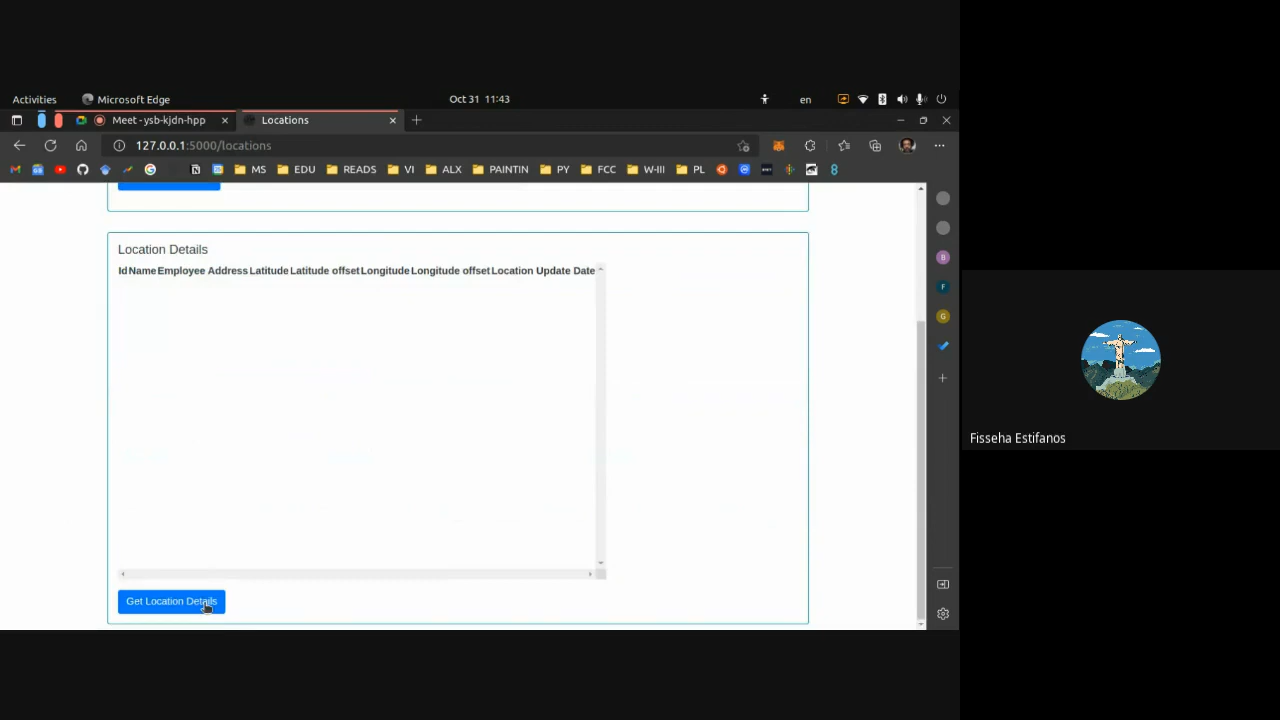 Activities Microsoft Edge Oct 31 11:43 en
Meet - ysb-kjdn-hpp Locations
127.0.0.1:5000/locations
MS EDU READS VI ALX PAINTIN PY FCC W-III PL
Location Details
Id Name Employee Address Latitude Latitude offset Longitude Longitude offset Location Update Date
B
F
G
Get Location Details
Fisseha Estifanos